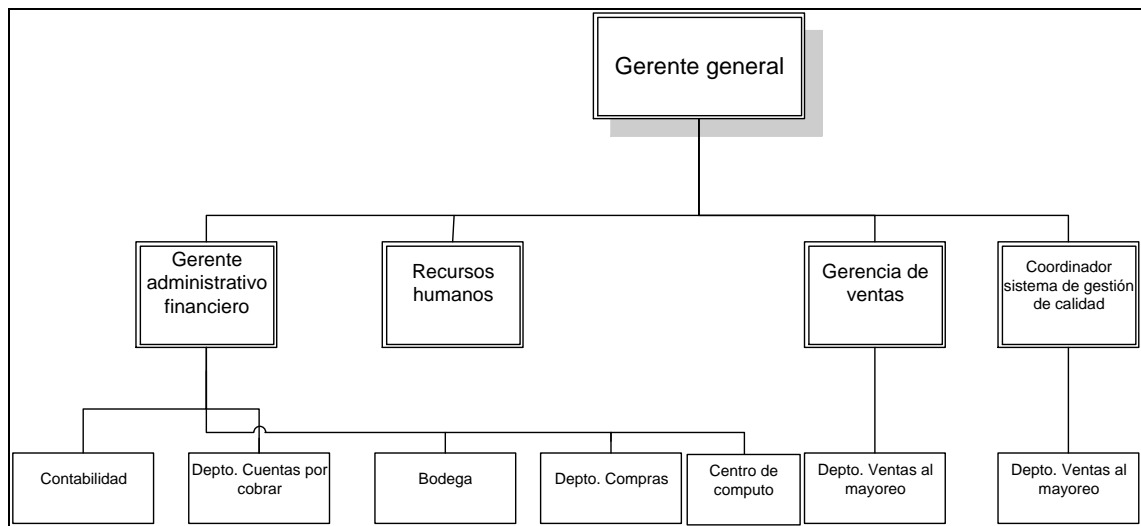 Gerente general
Gerente
administrativo
financiero
Recursos
humanos
Gerencia de
ventas
Coordinador
sistema de gestión
de calidad
Contabilidad
Depto. Cuentas por
cobrar
Bodega
Depto. Compras
Centro de
computo
Depto. Ventas al
mayoreo
Depto. Ventas al
mayoreo